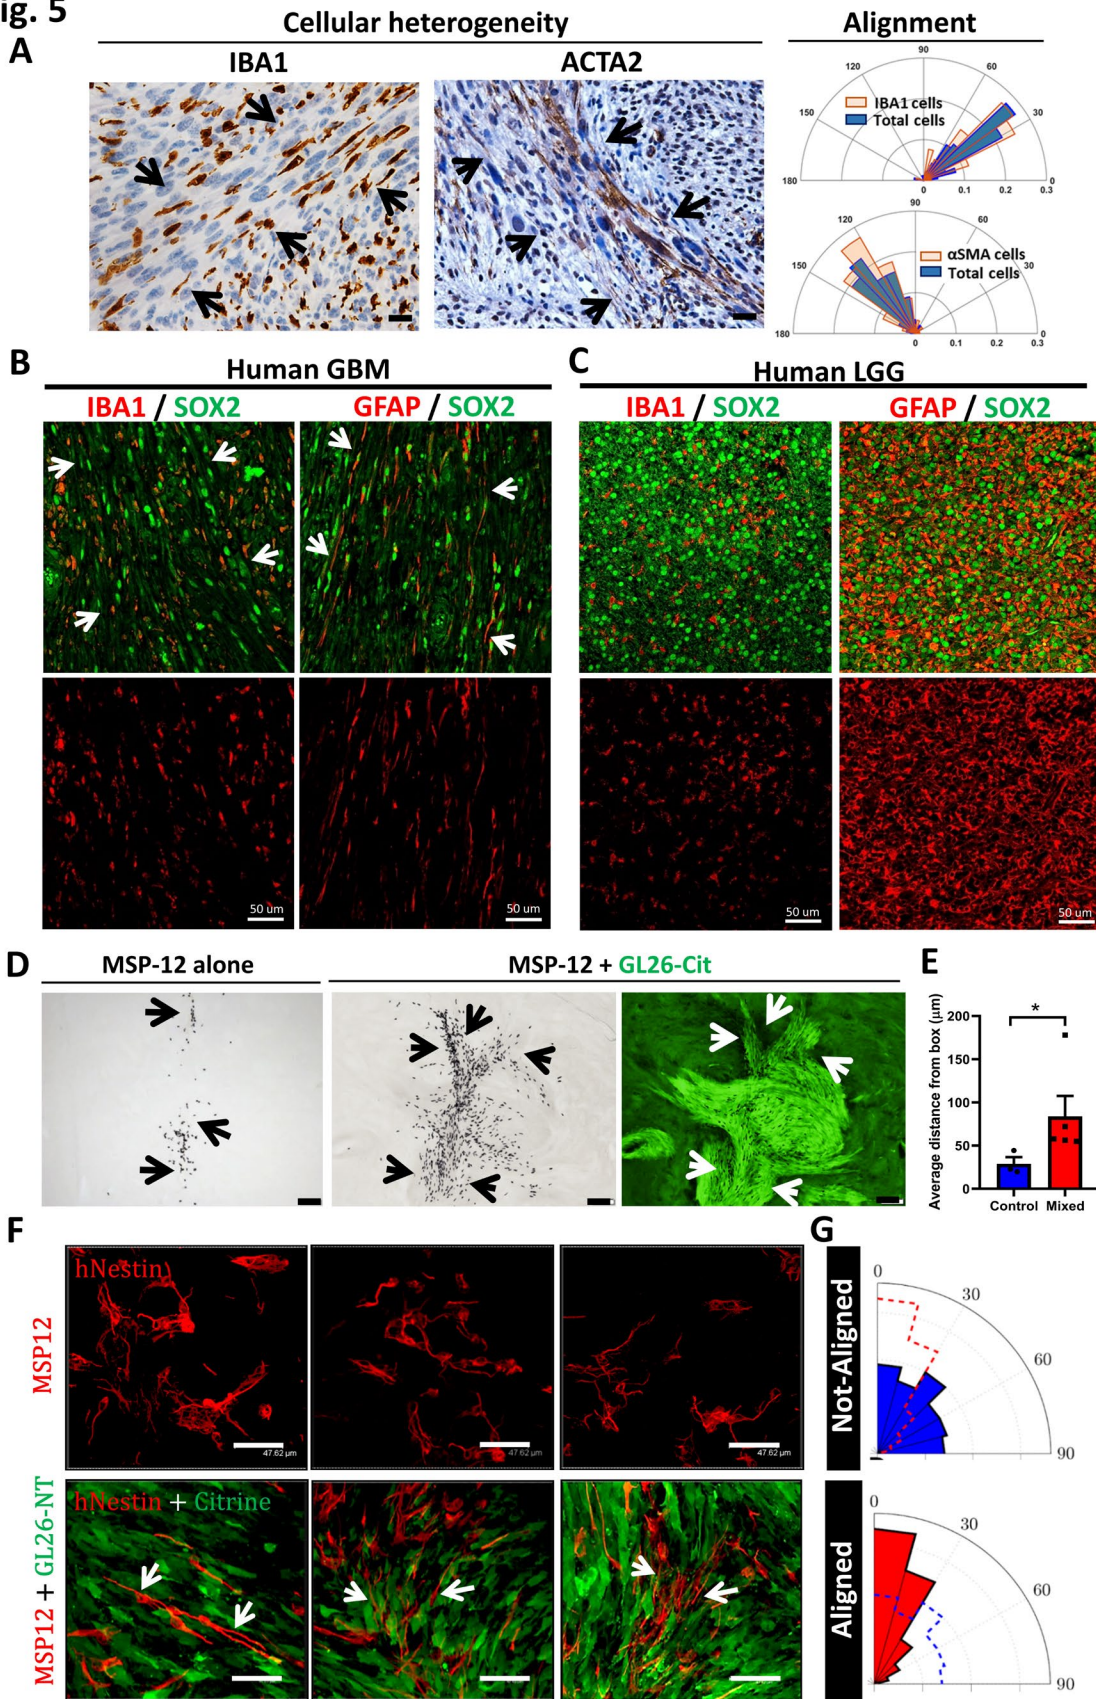 ig. 5
Cellular heterogeneity
Alignment
A
IBA1
ACTA2
90
120
60
150
30
IBA1 cells
Total cells
180
0
0
0.1
0.2
0.3
90
120
60
150
30
αSMA cells
Total cells
180
0
0
0.1
0.2
0.3
B
Human GBM
IBA1 / SOX2
GFAP / SOX2
50 um
50 um
C
Human LGG
IBA1 / SOX2
GFAP / SOX2
50 um
50 um
D
MSP-12 alone
MSP-12 + GL26-Cit
E
Average distance from box (μm)
200
150
100
50
0
*
Control
Mixed
F
MSP12
hNestin
47.62 μm
47.62 μm
47.62 μm
MSP12 + GL26-NT
hNestin + Citrine
G
Not-Aligned
0
30
60
90
Aligned
0
30
60
90